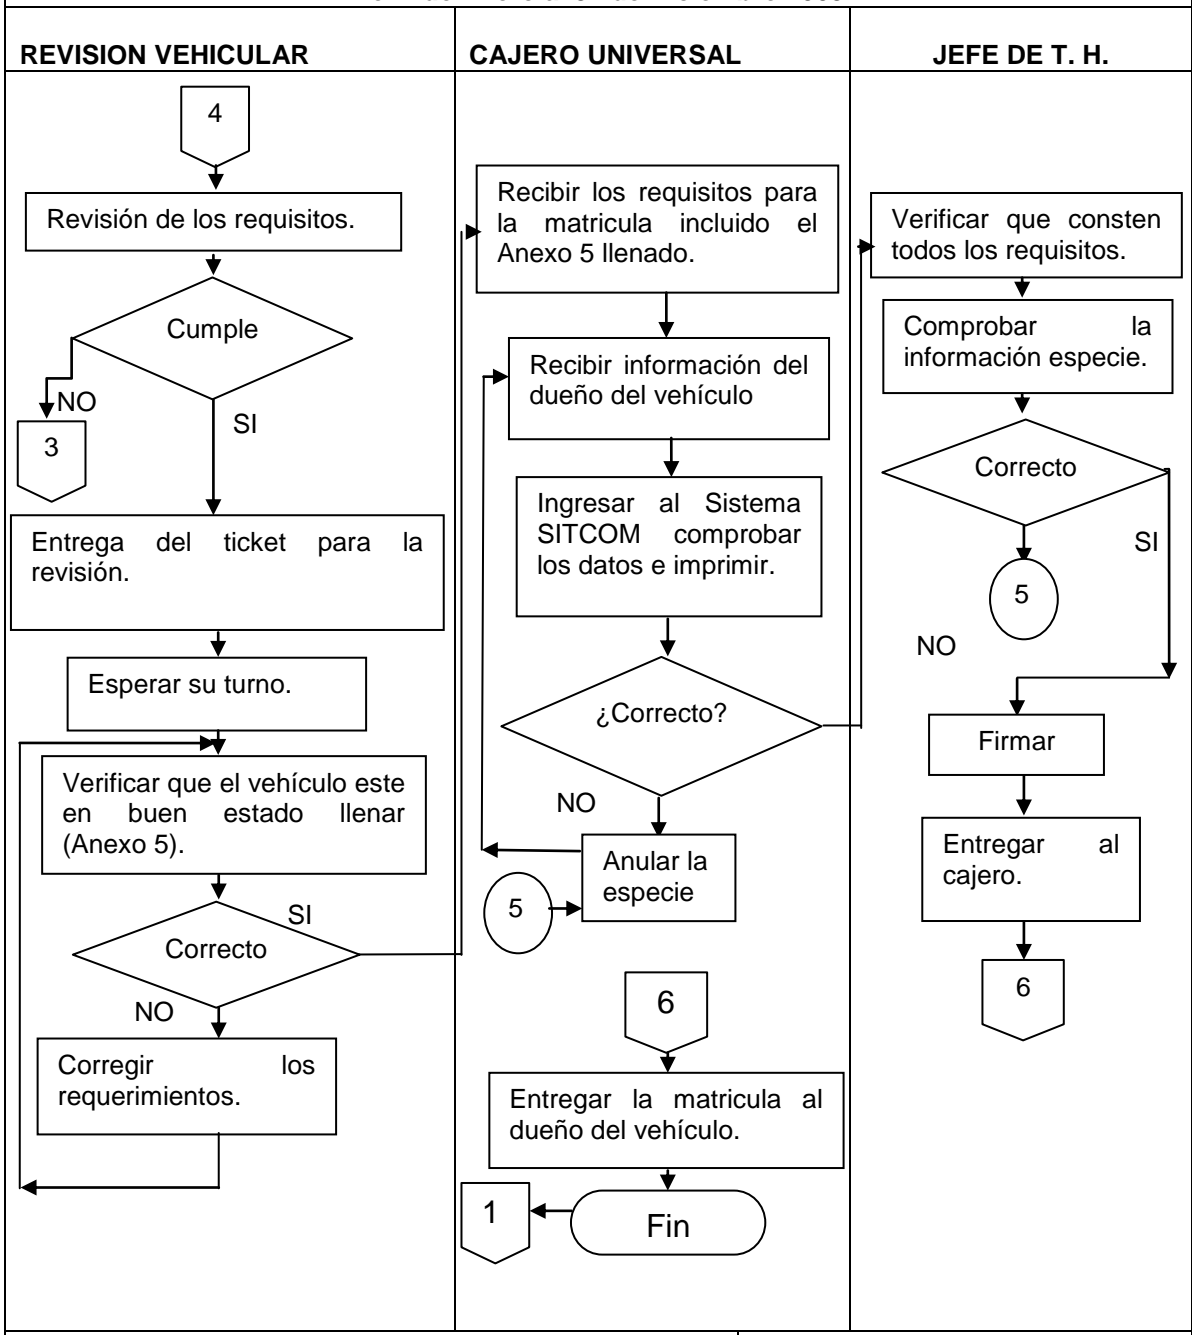 REVISION VEHICULAR
CAJERO UNIVERSAL
JEFE DE T. H.
4
Revisión de los requisitos.
Cumple
NO
SI
3
Entrega del ticket para la
revisión.
Esperar su turno.
Verificar que el vehículo este
en buen estado llenar
(Anexo 5).
SI
Correcto
NO
Corregir los
requerimientos.
Recibir los requisitos para
la matricula incluido el
Anexo 5 llenado.
Recibir información del
dueño del vehículo
Ingresar al Sistema
SITCOM comprobar
los datos e imprimir.
¿Correcto?
NO
Anular la
especie
5
6
Entregar la matricula al
dueño del vehículo.
1
Fin
Verificar que consten
todos los requisitos.
Comprobar la
información especie.
Correcto
SI
5
NO
Firmar
Entregar al
cajero.
6